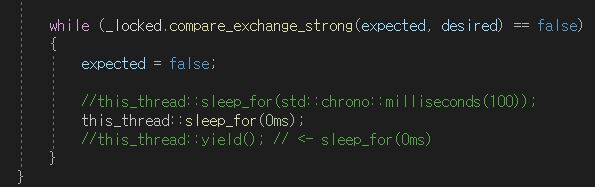 while (_locked.compare_exchange_strong(expected, desired) == false)
{
expected = false;
//this_thread::sleep_for(std::chrono::milliseconds(100));
this_thread::sleep_for(0ms);
//this_thread::yield(); // <- sleep_for(0ms)
}
}